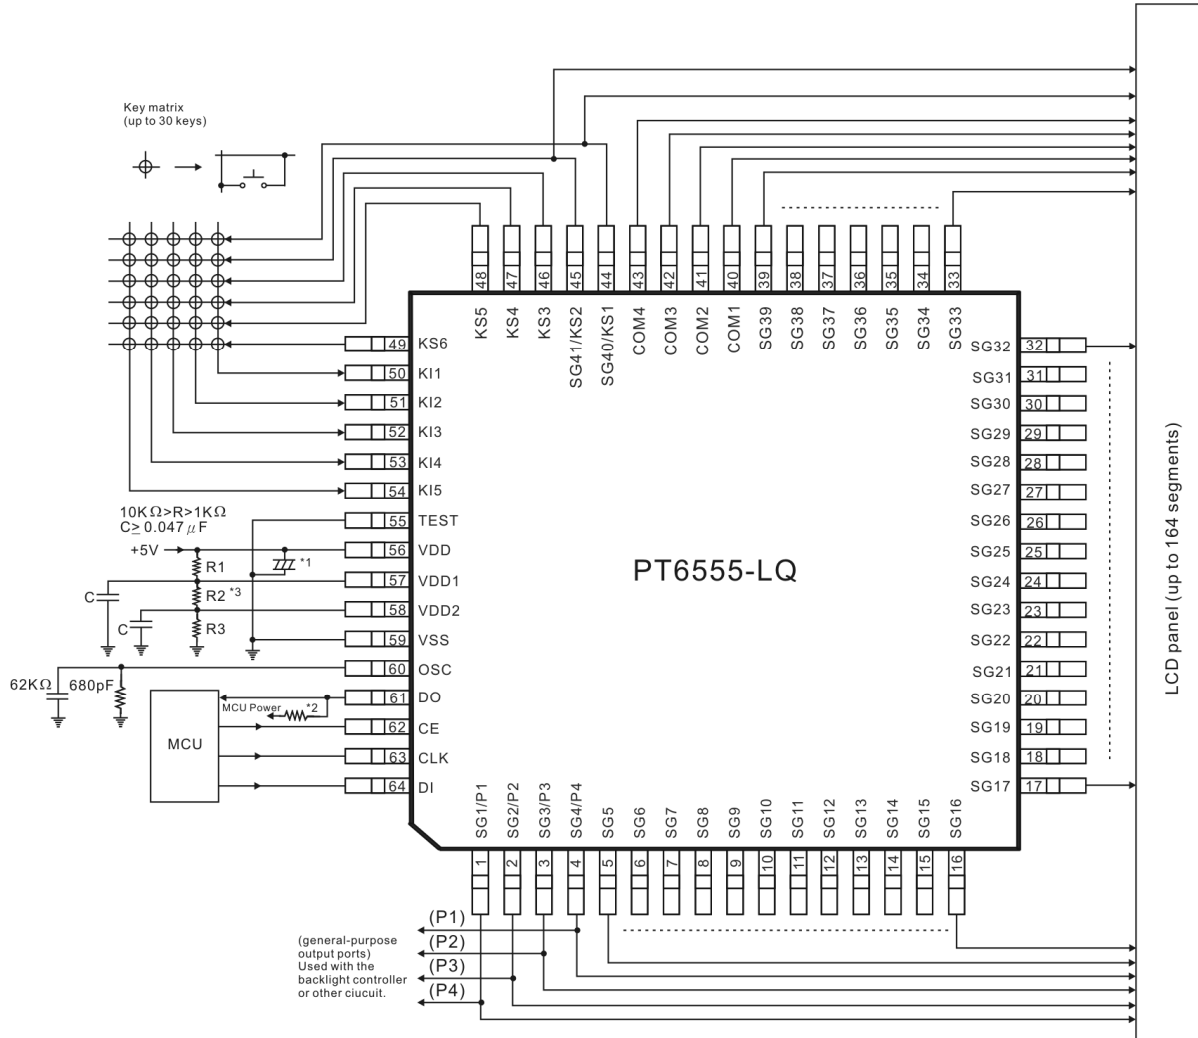 Key matrix
(up to 30 keys)
48 47 46 45 44 43 42 41 40 39 38 37 36 35 34 33
KS5 KS4 KS3 SG41/KS2 SG40/KS1 COM4 COM3 COM2 COM1 SG39 SG38 SG37 SG36 SG35 SG34 SG33
49 KS6
50 KI1
51 KI2
52 KI3
53 KI4
54 KI5
55 TEST
56 VDD
57 VDD1
58 VDD2
59 VSS
60 OSC
61 DO
62 CE
63 CLK
64 DI
10KΩ>R>1KΩ
C≥0.047μF
+5V
R1
*1
R2 *3
R3
C
C
62KΩ
680pF
MCU Power
*2
MCU
PT6555-LQ
SG32 32
SG31 31
SG30 30
SG29 29
SG28 28
SG27 27
SG26 26
SG25 25
SG24 24
SG23 23
SG22 22
SG21 21
SG20 20
SG19 19
SG18 18
SG17 17
LCD panel (up to 164 segments)
SG1/P1 SG2/P2 SG3/P3 SG4/P4 SG5 SG6 SG7 SG8 SG9 SG10 SG11 SG12 SG13 SG14 SG15 SG16
1 2 3 4 5 6 7 8 9 10 11 12 13 14 15 16
(P1)
(P2)
(P3)
(P4)
(general-purpose
output ports)
Used with the
backlight controller
or other ciucuit.